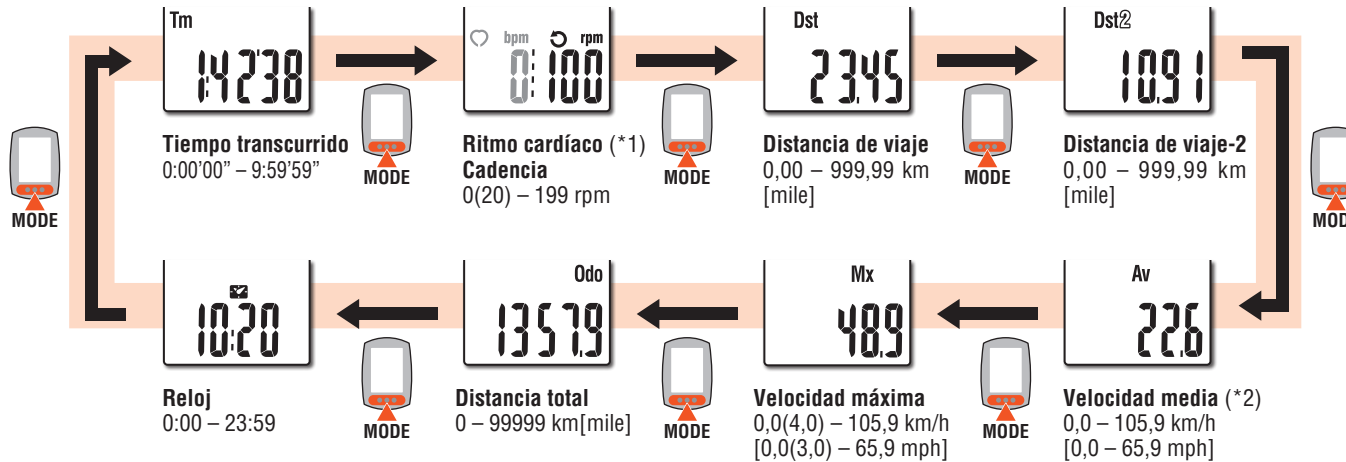 Tm
1:42'38
Tiempo transcurrido
0:00’00” – 9:59’59”
MODE
bpm rpm
0 100
Ritmo cardíaco (*1)
Cadencia
0(20) – 199 rpm
MODE
Dst
23.45
Distancia de viaje
0,00 – 999,99 km
[mile]
MODE
Dst2
10.91
Distancia de viaje-2
0,00 – 999,99 km
[mile]
MODE
MODE
Av
22.6
Velocidad media (*2)
0,0 – 105,9 km/h
[0,0 – 65,9 mph]
MODE
Mx
48.9
Velocidad máxima
0,0(4,0) – 105,9 km/h
[0,0(3,0) – 65,9 mph]
MODE
Odo
1357.9
Distancia total
0 – 99999 km[mile]
MODE
10:20
Reloj
0:00 – 23:59